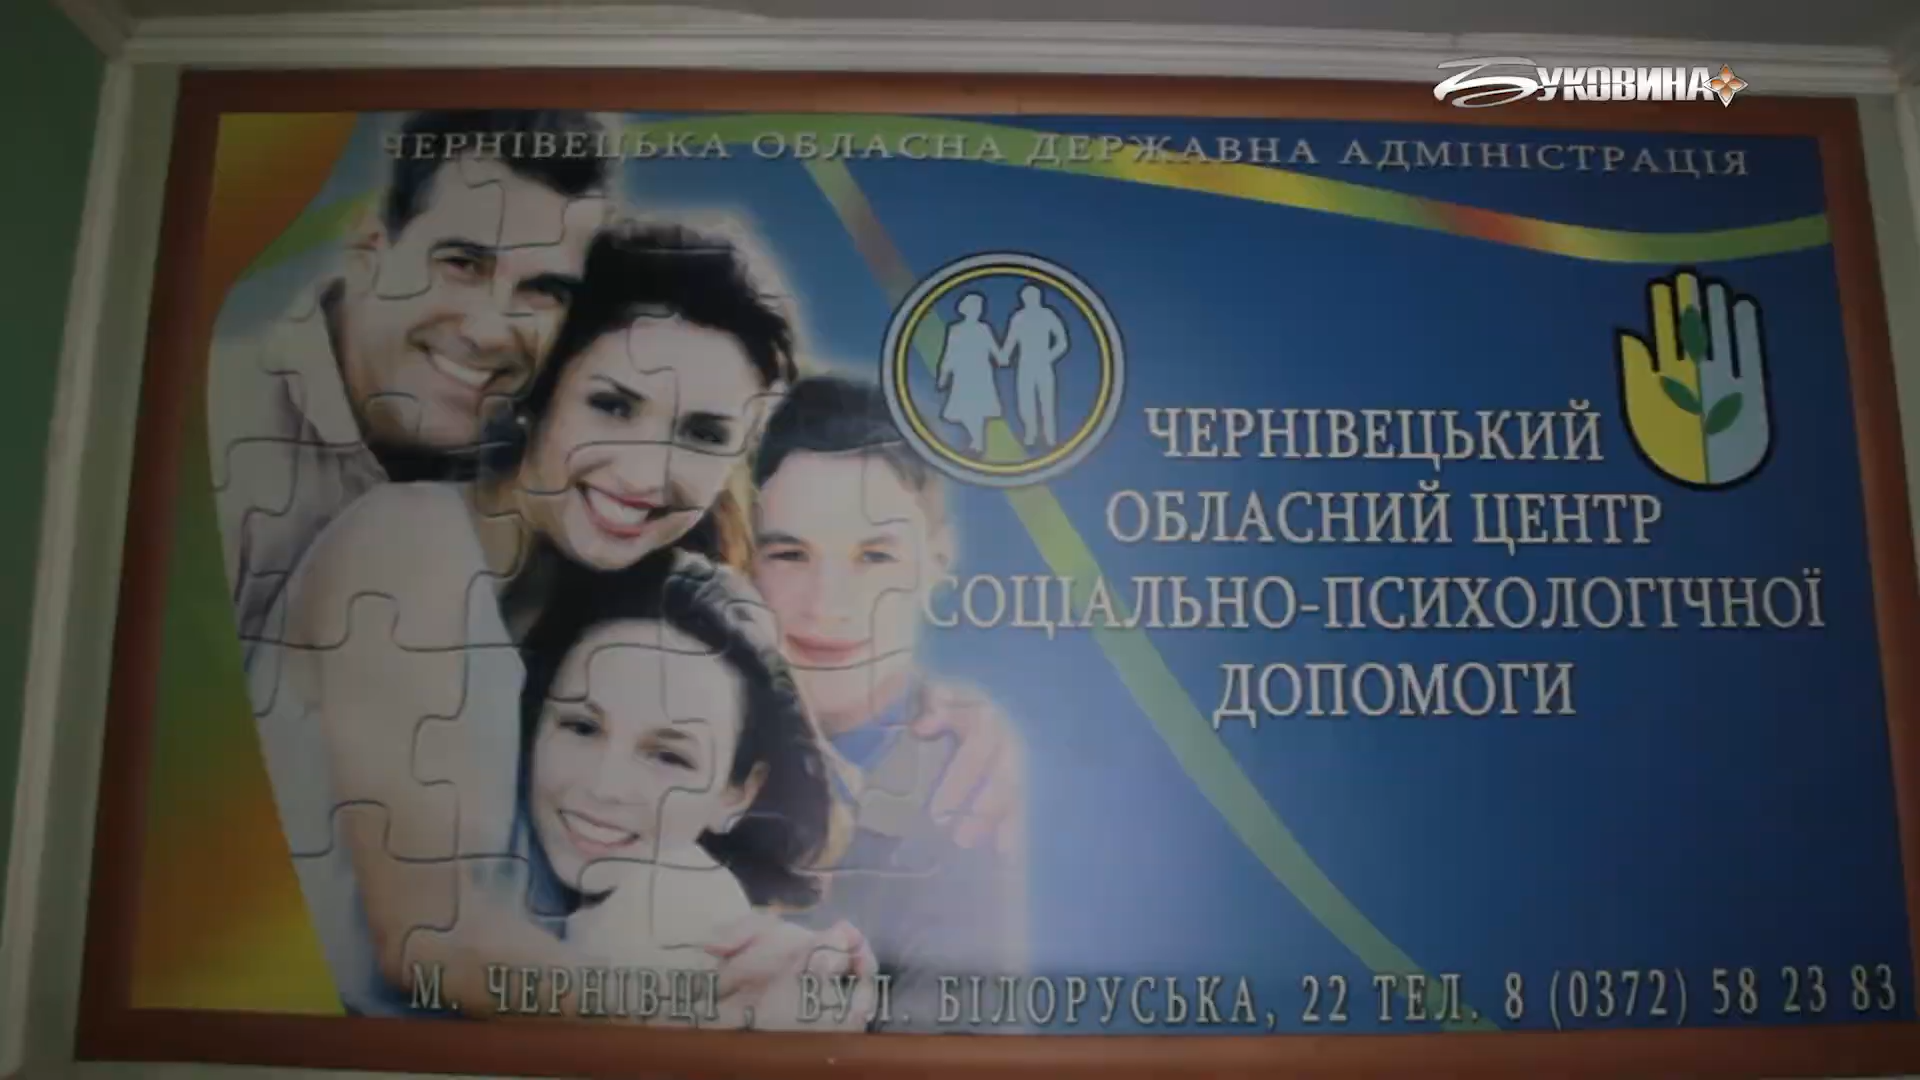 БУКОВИНА
ЧЕРНІВЕЦЬКА ОБЛАСНА ДЕРЖАВНА АДМІНІСТРАЦІЯ
ЧЕРНІВЕЦЬКИЙ
ОБЛАСНИЙ ЦЕНТР
СОЦІАЛЬНО-ПСИХОЛОГІЧНОЇ
ДОПОМОГИ
М. ЧЕРНІВЦІ , ВУЛ. БІЛОРУСЬКА, 22 ТЕЛ. 8 (0372) 58 23 83